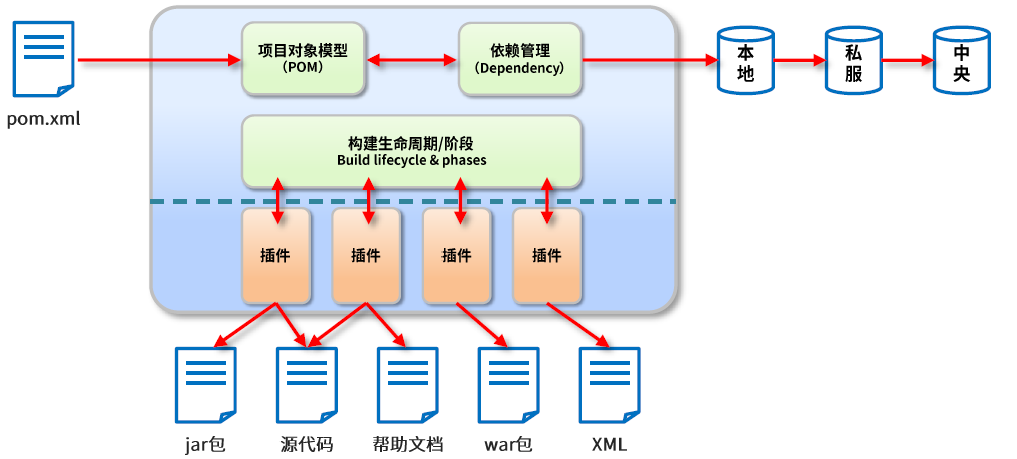 pom.xml
项目对象模型
（POM）
依赖管理
（Dependency）
本
地
私
服
中
央
构建生命周期/阶段
Build lifecycle & phases
插件
插件
插件
插件
jar包
源代码
帮助文档
war包
XML